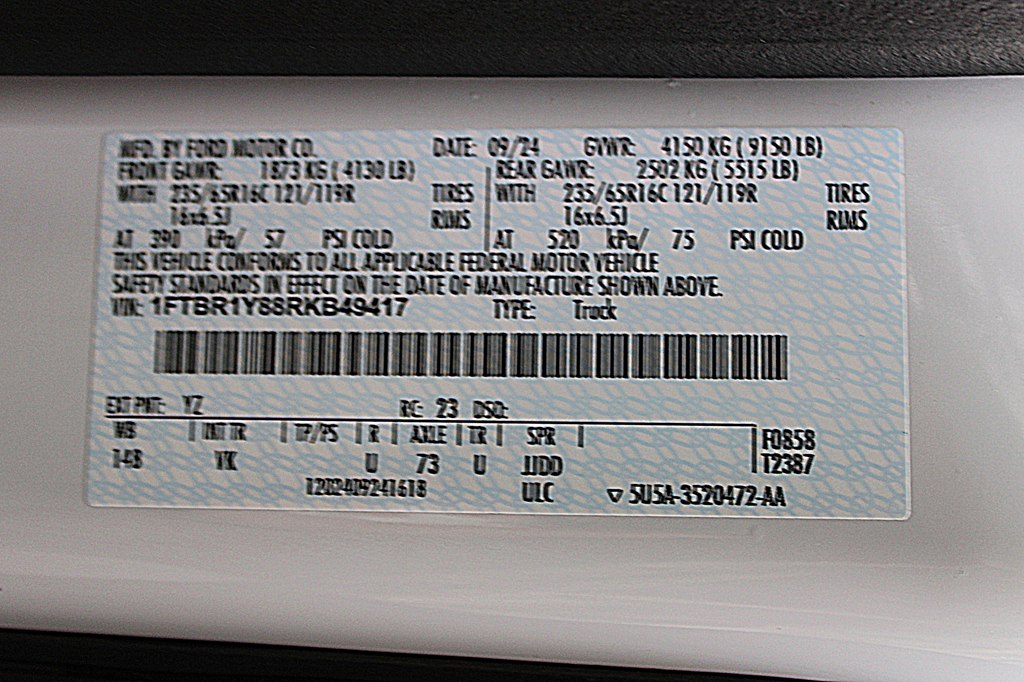 MFD. BY FORD MOTOR CO. DATE: 09/24 GVWR: 4150 KG ( 9150 LB)
FRONT GAWR: 1873 KG ( 4130 LB) REAR GAWR: 2502 KG ( 5515 LB)
WITH 235/65R16C 121/119R TIRES WITH 235/65R16C 121/119R TIRES
16x6.5J RIMS 16x6.5J RIMS
AT 390 kPa/ 57 PSI COLD AT 520 kPa/ 75 PSI COLD
THIS VEHICLE CONFORMS TO ALL APPLICABLE FEDERAL MOTOR VEHICLE
SAFETY STANDARDS IN EFFECT ON THE DATE OF MANUFACTURE SHOWN ABOVE.
VIN: 1FTBR1Y88RKB49417 TYPE: Truck
EXT PNT: YZ RC: 23 DSO:
WB INT TR TP/PS R AXLE TR SPR F0858
148 VK U 73 U JJDD T2387
1202409241618 ULC ▽ 5U5A-3520472-AA